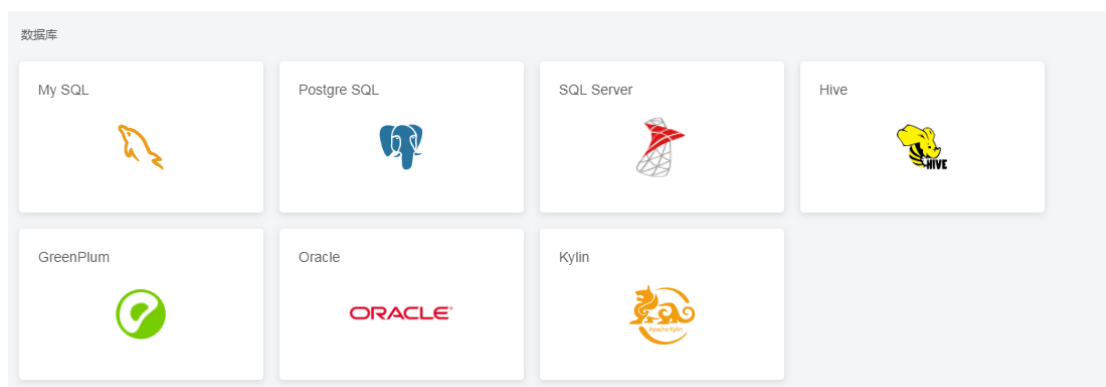 数据库
My SQL
Postgre SQL
SQL Server
Hive
HIVE
GreenPlum
Oracle
Kylin
ORACLE
Apache Kylin